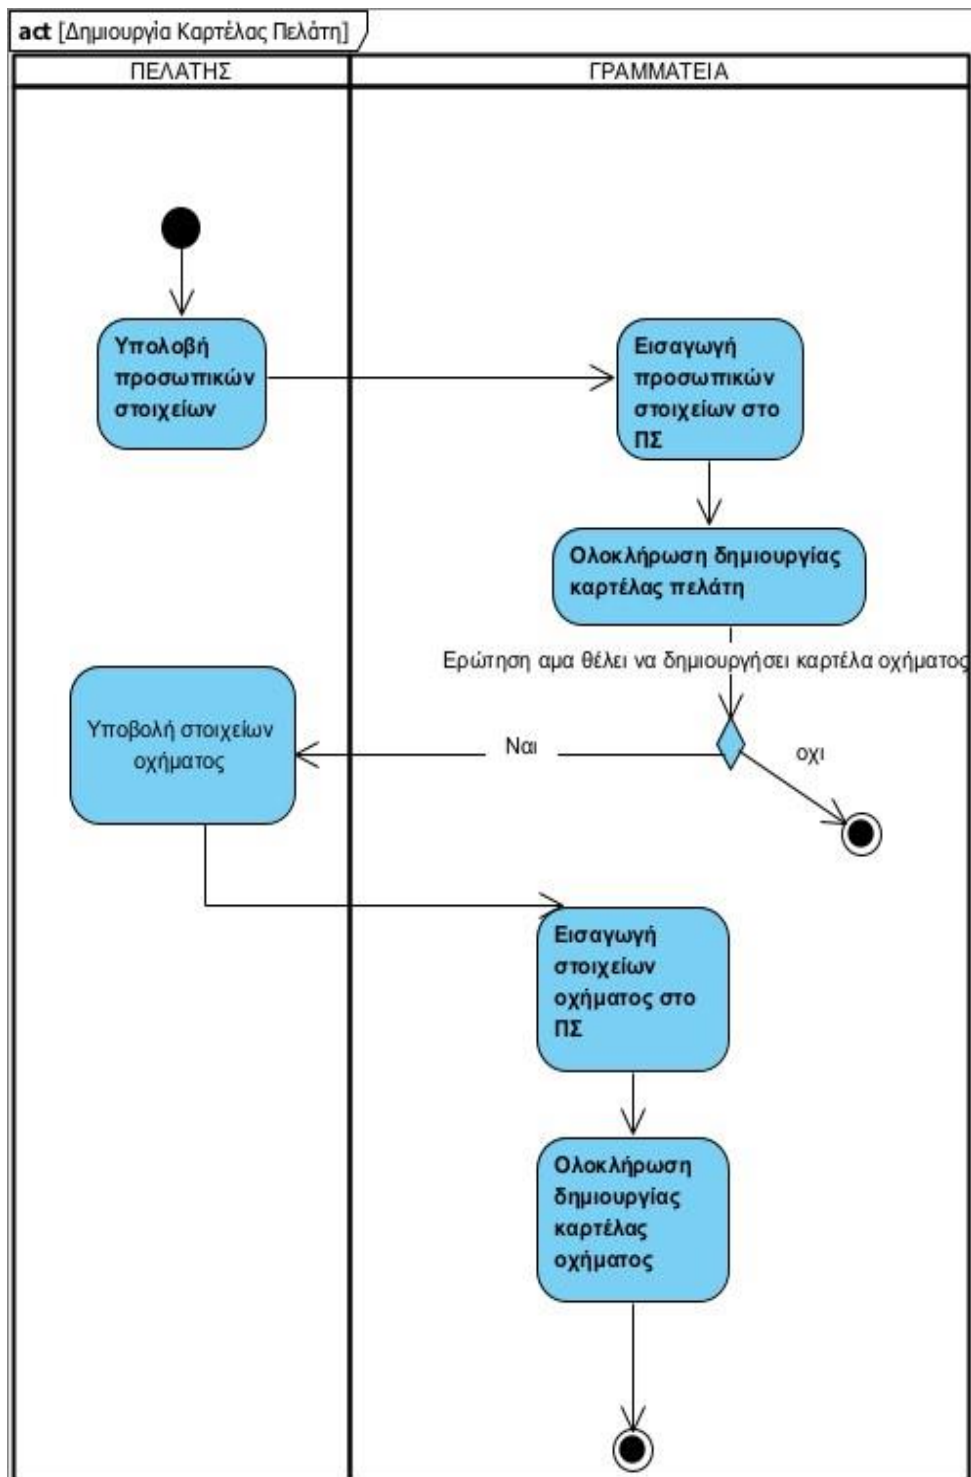 act [Δημιουργία Καρτέλας Πελάτη]
ΠΕΛΑΤΗΣ
ΓΡΑΜΜΑΤΕΙΑ
Υπολοβή
προσωπικών
στοιχείων
Εισαγωγή
προσωπικών
στοιχείων στο
ΠΣ
Ολοκλήρωση δημιουργίας
καρτέλας πελάτη
Ερώτηση αμα θέλει να δημιουργήσει καρτέλα οχήματος
Υποβολή στοιχείων
οχήματος
Ναι
οχι
Εισαγωγή
στοιχείων
οχήματος στο
ΠΣ
Ολοκλήρωση
δημιουργίας
καρτέλας
οχήματος